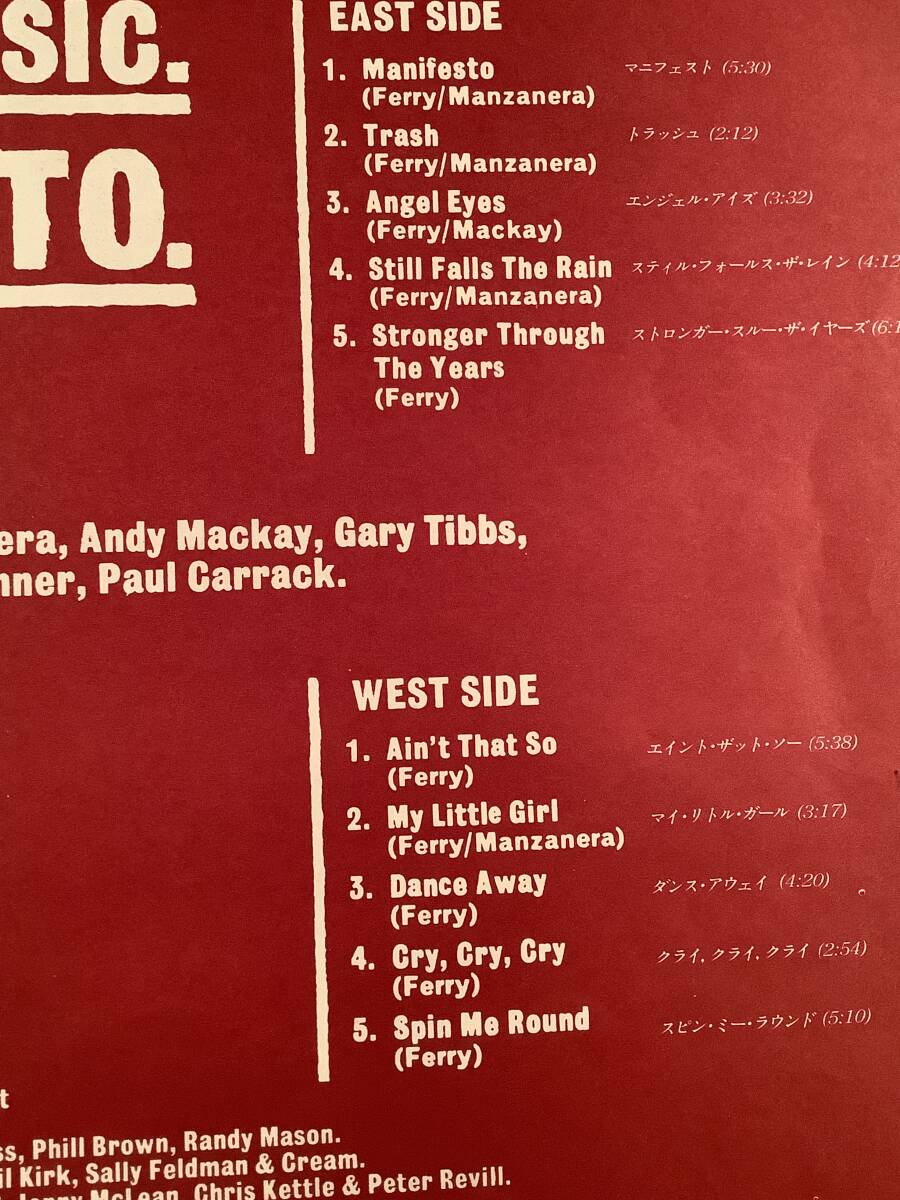 SIC.
TO.
EAST SIDE
1. Manifesto マニフェスト (5:30)
(Ferry/Manzanera)
2. Trash トラッシュ (2:12)
(Ferry/Manzanera)
3. Angel Eyes エンジェル・アイズ (3:32)
(Ferry/Mackay)
4. Still Falls The Rain スティル・フォールス・ザ・レイン (4:12
(Ferry/Manzanera)
5. Stronger Through ストロンガー・スルー・ザ・イヤーズ (6:1
The Years
(Ferry)
era, Andy Mackay, Gary Tibbs,
nner, Paul Carrack.
WEST SIDE
1. Ain't That So エイント・ザット・ソー (5:38)
(Ferry)
2. My Little Girl マイ・リトル・ガール (3:17)
(Ferry/Manzanera)
3. Dance Away ダンス・アウェイ (4:20)
(Ferry)
4. Cry, Cry, Cry クライ, クライ, クライ (2:54)
(Ferry)
5. Spin Me Round スピン・ミー・ラウンド (5:10)
(Ferry)
t
ss, Phill Brown, Randy Mason.
il Kirk, Sally Feldman & Cream.
McLean, Chris Kettle & Peter Revill.